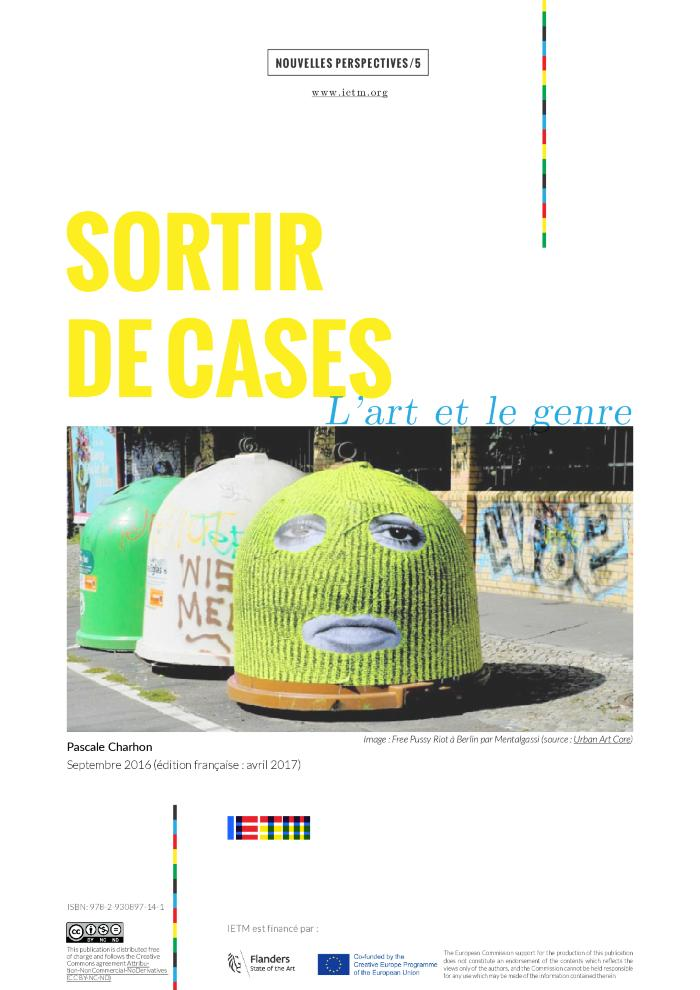 NOUVELLES PERSPECTIVES/5
www.ietm.org
SORTIR
DE CASES
L'art et le genre
Image : Free Pussy Riot à Berlin par Mentalgassi (source : Urban Art Core)
Pascale Charhon
Septembre 2016 (édition française : avril 2017)
ISBN: 978-2-930897-14-1
IETM est financé par :
cc
BY NC ND
This publication is distributed free
of charge and follows the Creative
Commons agreement Attribu-
tion-NonCommercial-NoDerivatives
(CC BY-NC-ND)
Flanders
State of the Art
Co-funded by the
Creative Europe Programme
of the European Union
The European Commission support for the production of this publication
does not constitute an endorsement of the contents which reflects the
views only of the authors, and the Commission cannot be held responsible
for any use which may be made of the information contained therein